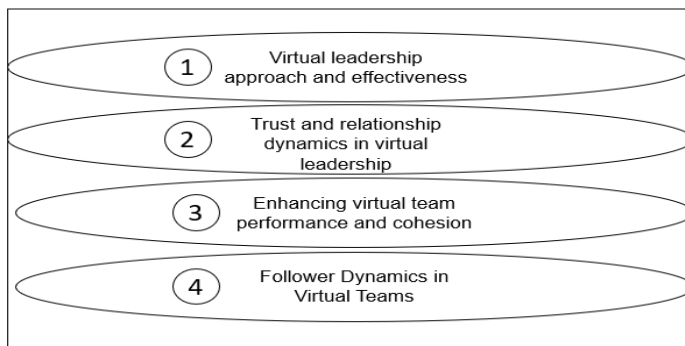 1 Virtual leadership
approach and effectiveness
2 Trust and relationship
dynamics in virtual
leadership
3 Enhancing virtual team
performance and cohesion
4 Follower Dynamics in
Virtual Teams